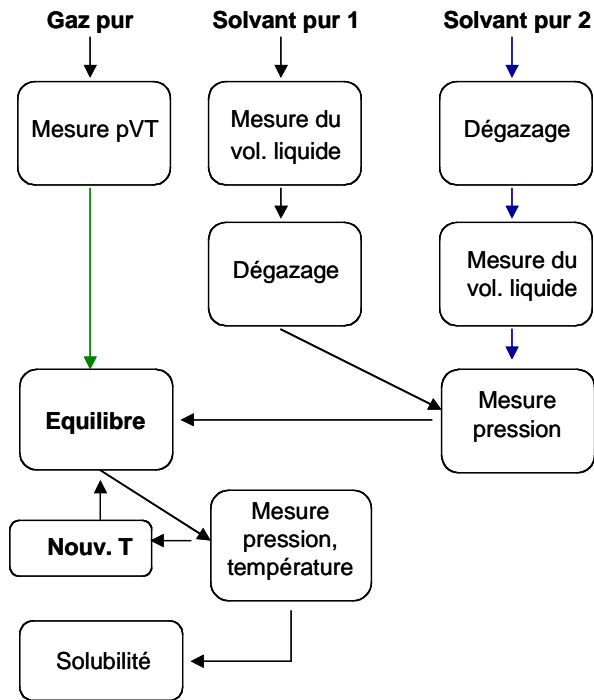 Gaz pur
Solvant pur 1
Solvant pur 2
Mesure pVT
Mesure du
vol. liquide
Dégazage
Dégazage
Mesure du
vol. liquide
Equilibre
Mesure
pression
Nouv. T
Mesure
pression,
température
Solubilité